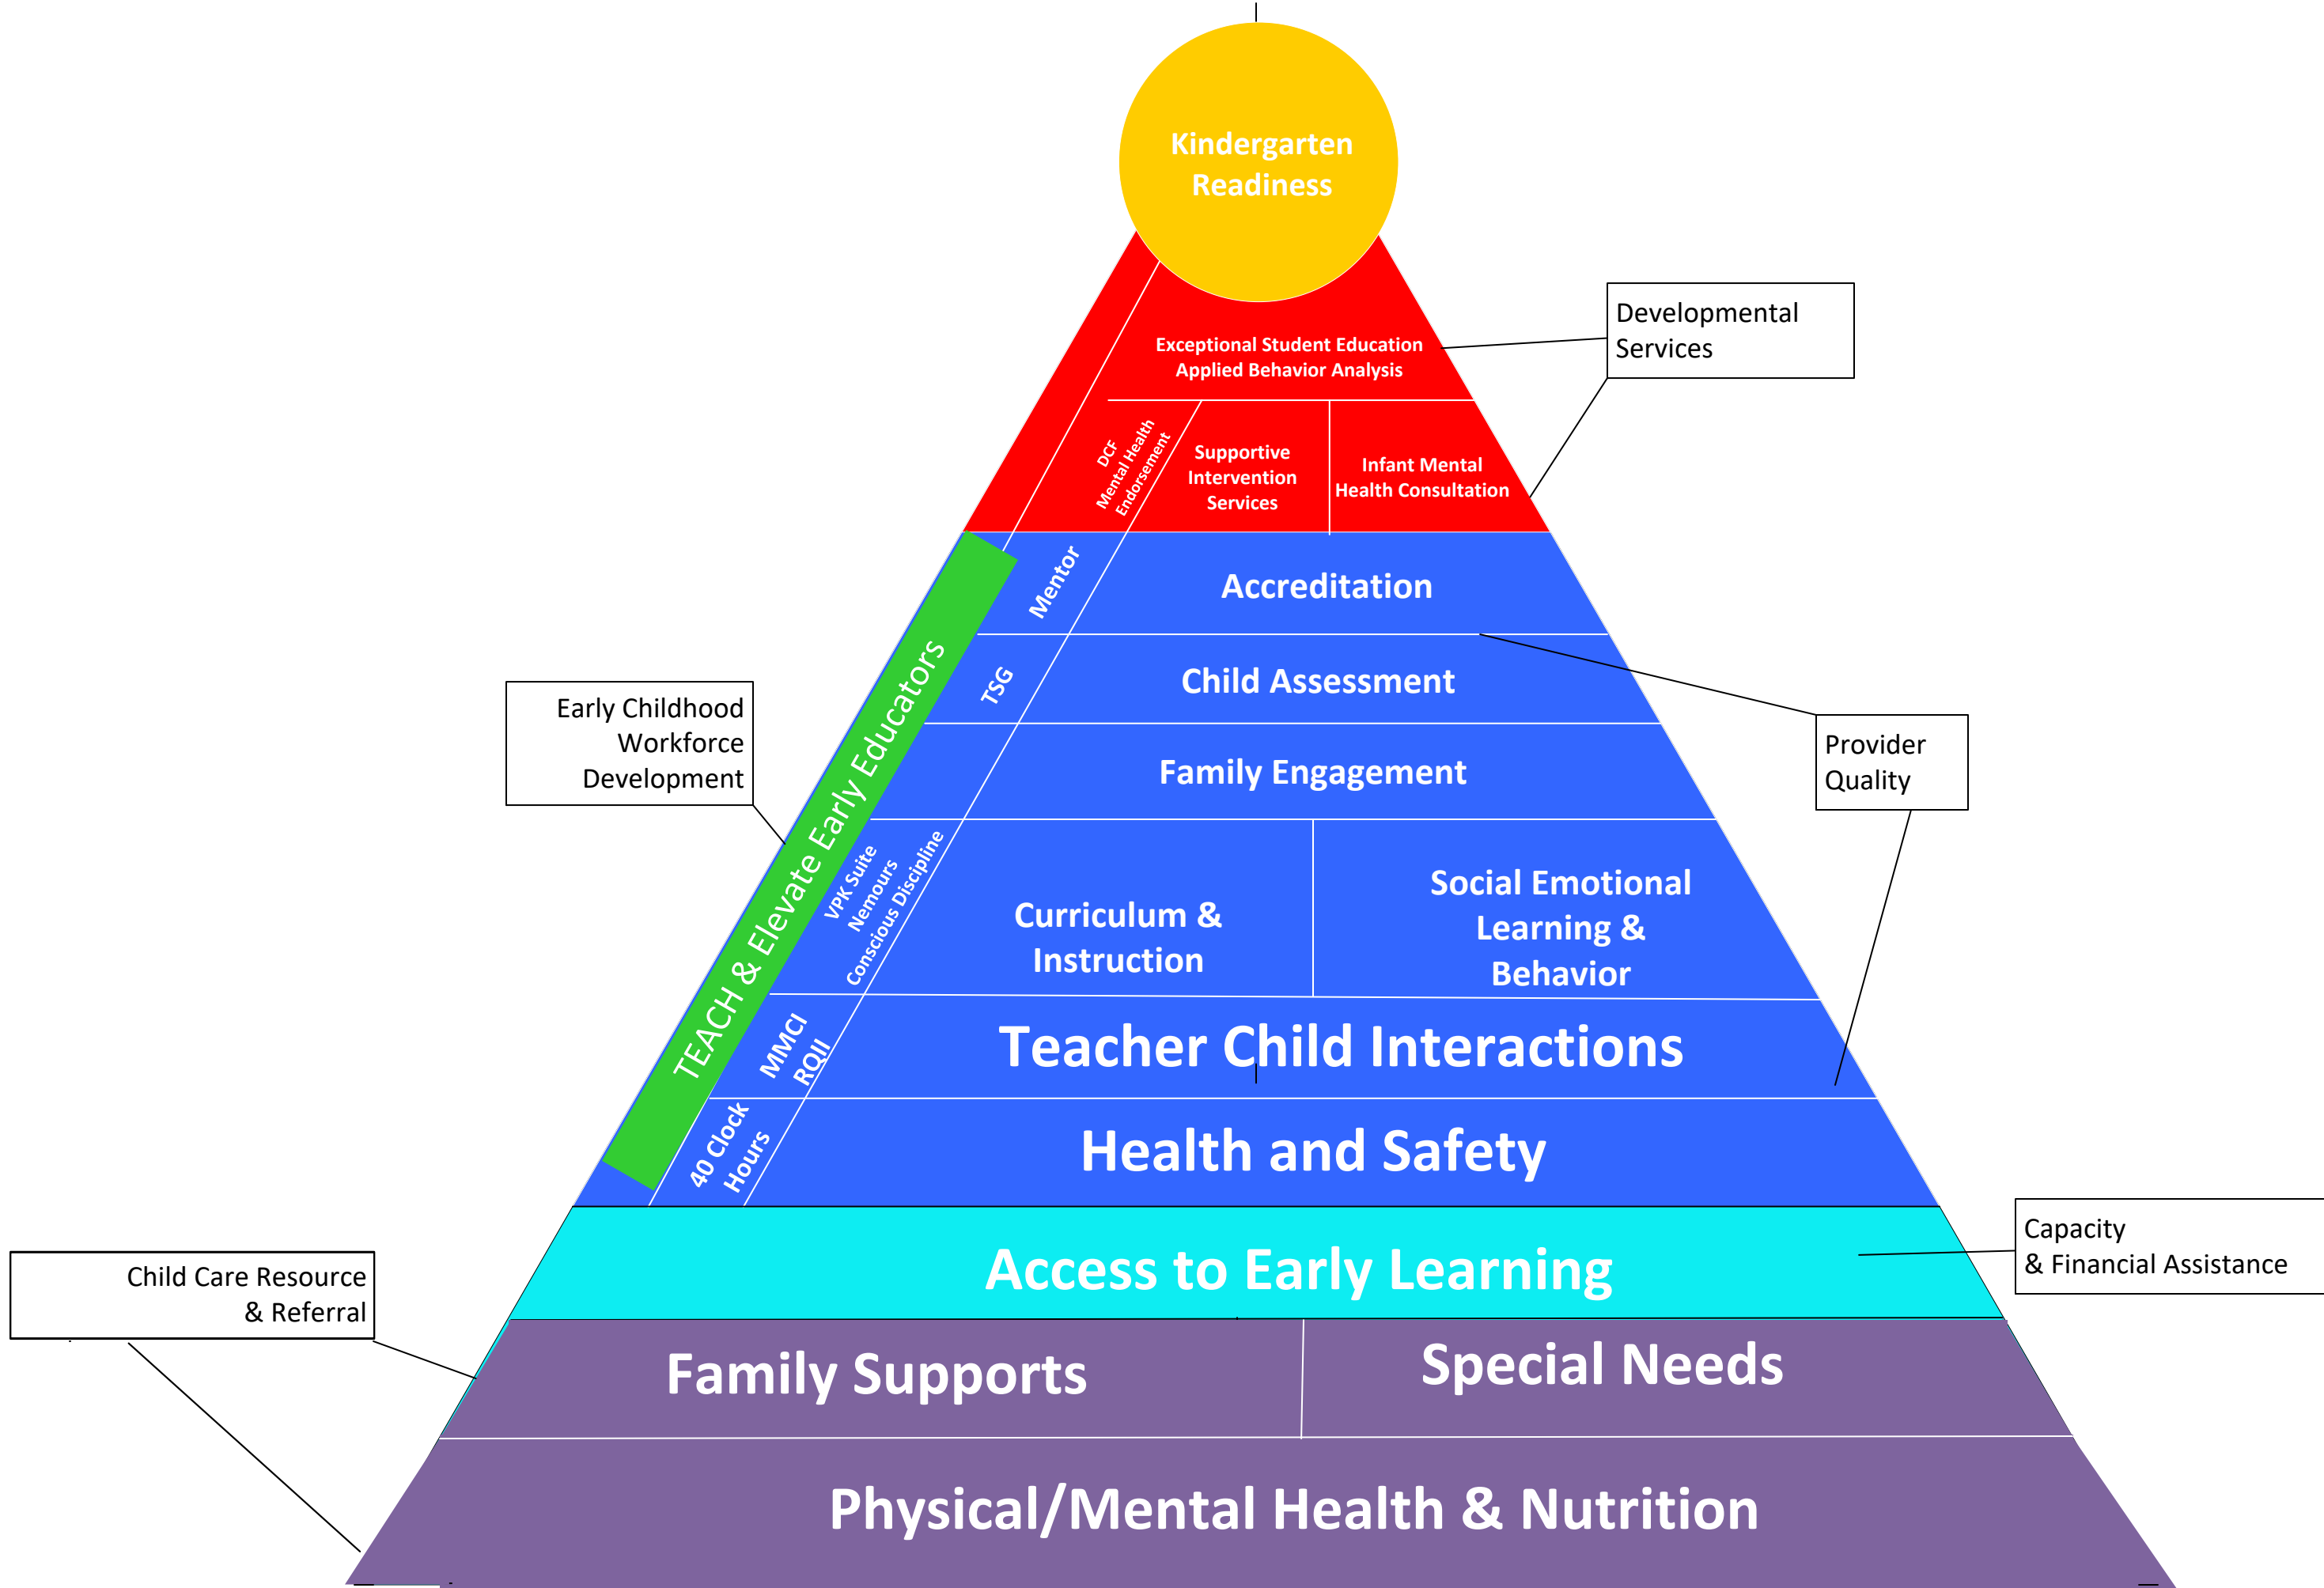 Kindergarten
Readiness
Developmental
Services
Exceptional Student Education
Applied Behavior Analysis
DCF
Mental Health
Endorsement
Supportive
Intervention
Services
Infant Mental
Health Consultation
Mentor
Accreditation
TSG
Child Assessment
Early Childhood
Workforce
Development
TEACH & Elevate Early Educators
Family Engagement
Provider
Quality
VPK Suite
Nemours
Conscious Discipline
Curriculum &
Instruction
Social Emotional
Learning &
Behavior
MMCI
RQII
Teacher Child Interactions
40 Clock
Hours
Health and Safety
Capacity
& Financial Assistance
Access to Early Learning
Child Care Resource
& Referral
Family Supports
Special Needs
Physical/Mental Health & Nutrition